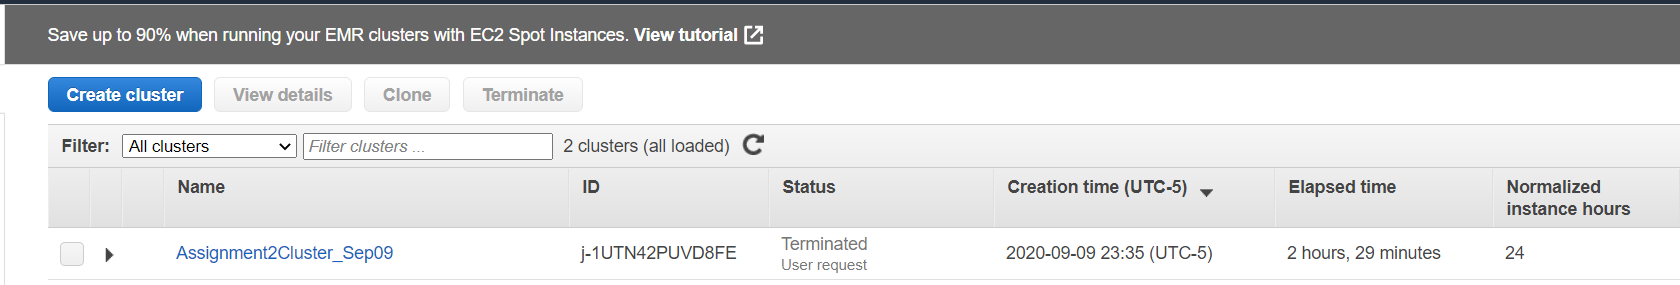 Save up to 90% when running your EMR clusters with EC2 Spot Instances. View tutorial
Create cluster View details Clone Terminate
Filter: All clusters Filter clusters ... 2 clusters (all loaded)
Name ID Status Creation time (UTC-5) Elapsed time Normalized
instance hours
Assignment2Cluster_Sep09 j-1UTN42PUVD8FE Terminated 2020-09-09 23:35 (UTC-5) 2 hours, 29 minutes 24
User request